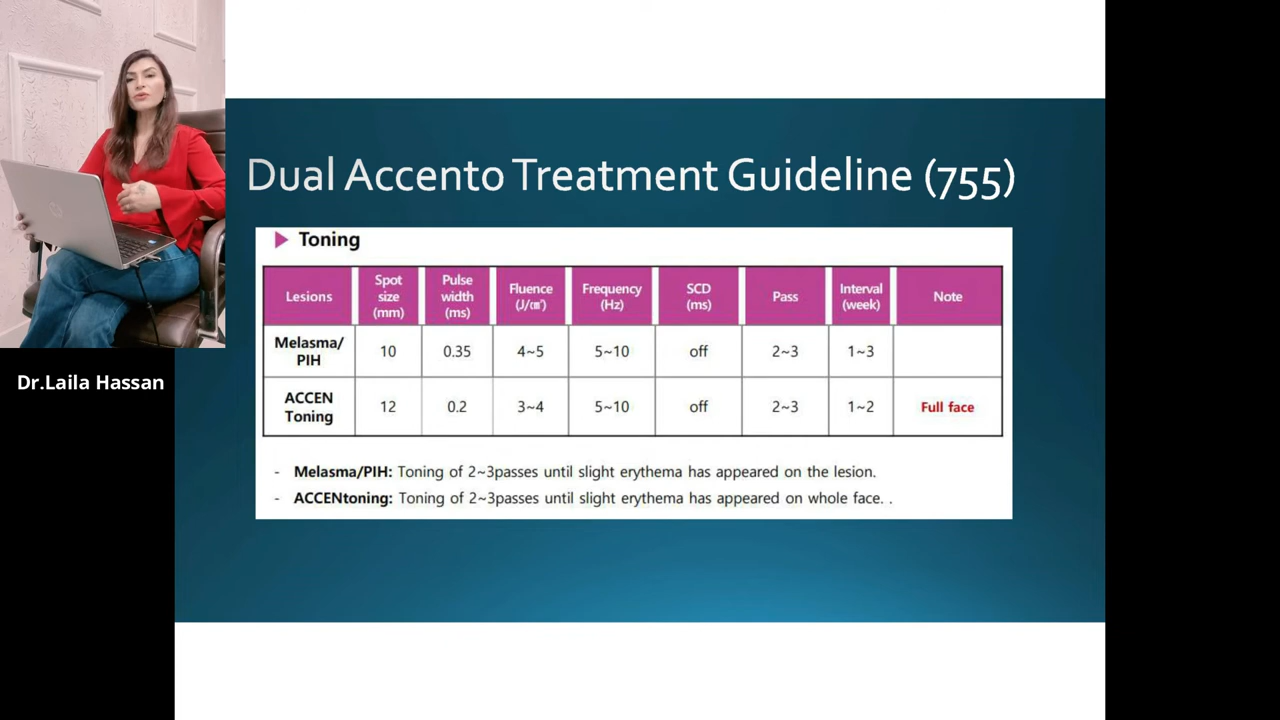 Dual Accento Treatment Guideline (755)
Toning
Lesions Spot size (mm) Pulse width (ms) Fluence (J/㎠) Frequency (Hz) SCD (ms) Pass Interval (week) Note
Melasma/PIH 10 0.35 4~5 5~10 off 2~3 1~3
ACCEN Toning 12 0.2 3~4 5~10 off 2~3 1~2 Full face
- Melasma/PIH: Toning of 2~3passes until slight erythema has appeared on the lesion.
- ACCENtoning: Toning of 2~3passes until slight erythema has appeared on whole face. .
Dr.Laila Hassan